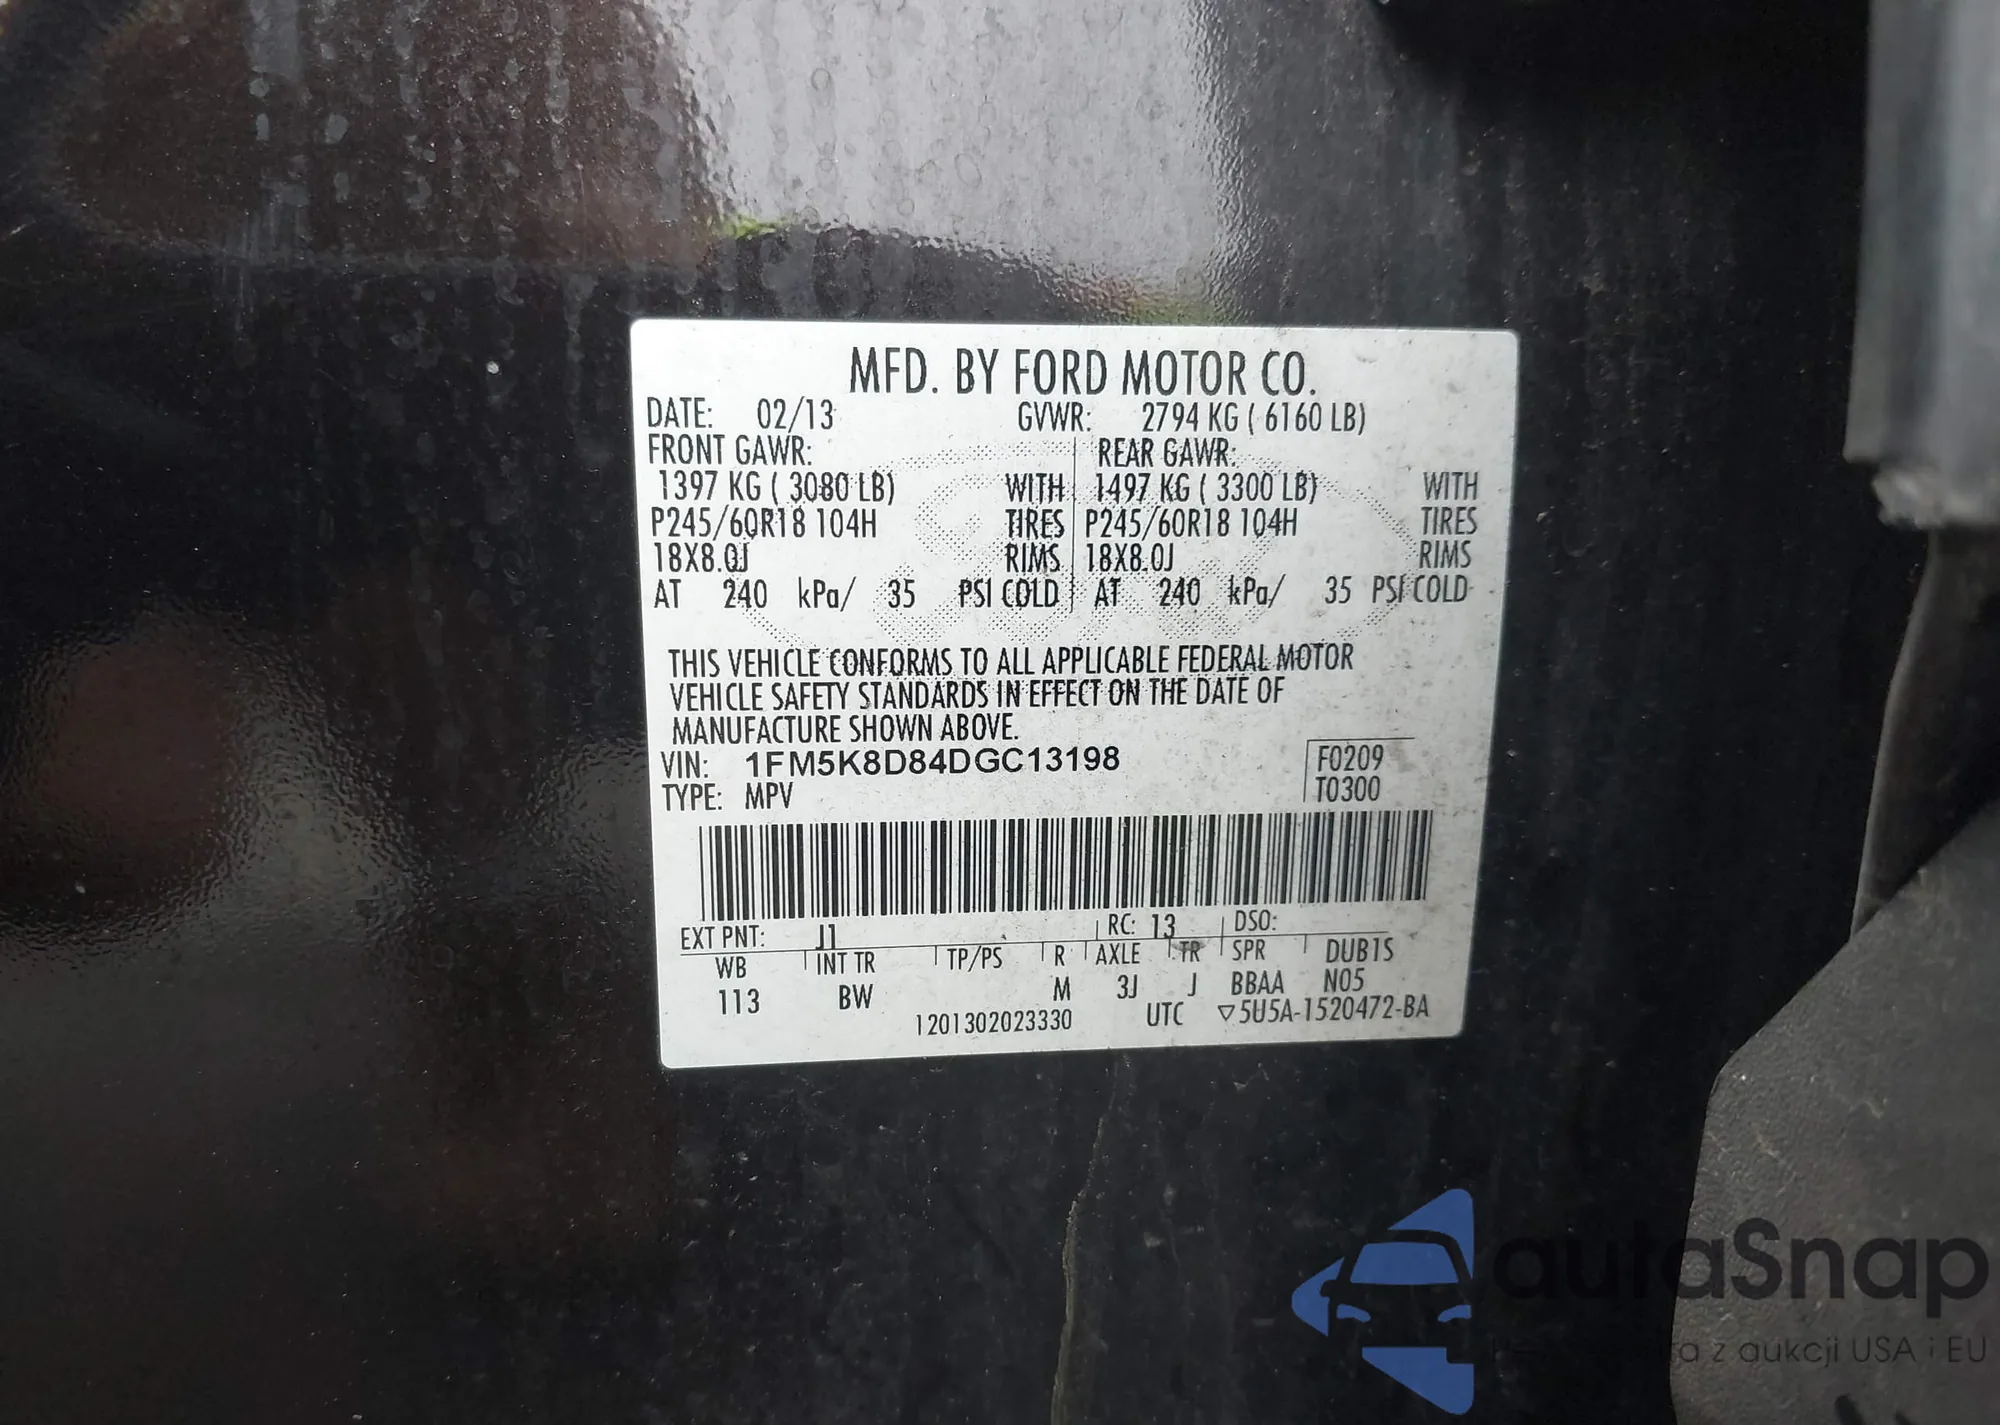 MFD. BY FORD MOTOR CO.
DATE: 02/13 GVWR: 2794 KG ( 6160 LB)
FRONT GAWR: REAR GAWR:
1397 KG ( 3080 LB) WITH 1497 KG ( 3300 LB) WITH
P245/60R18 104H TIRES P245/60R18 104H TIRES
18X8.0J RIMS 18X8.0J RIMS
AT 240 kPa/ 35 PSI COLD AT 240 kPa/ 35 PSI COLD
THIS VEHICLE CONFORMS TO ALL APPLICABLE FEDERAL MOTOR
VEHICLE SAFETY STANDARDS IN EFFECT ON THE DATE OF
MANUFACTURE SHOWN ABOVE.
VIN: 1FM5K8D84DGC13198 F0209
TYPE: MPV T0300
EXT PNT: J1 RC: 13 DSO:
WB INT TR TP/PS R AXLE TR SPR DUB1S
113 BW M 3J J BBAA N05
1201302023330 UTC ▽5U5A-1520472-BA
autaSnap
z aukcji USA i EU